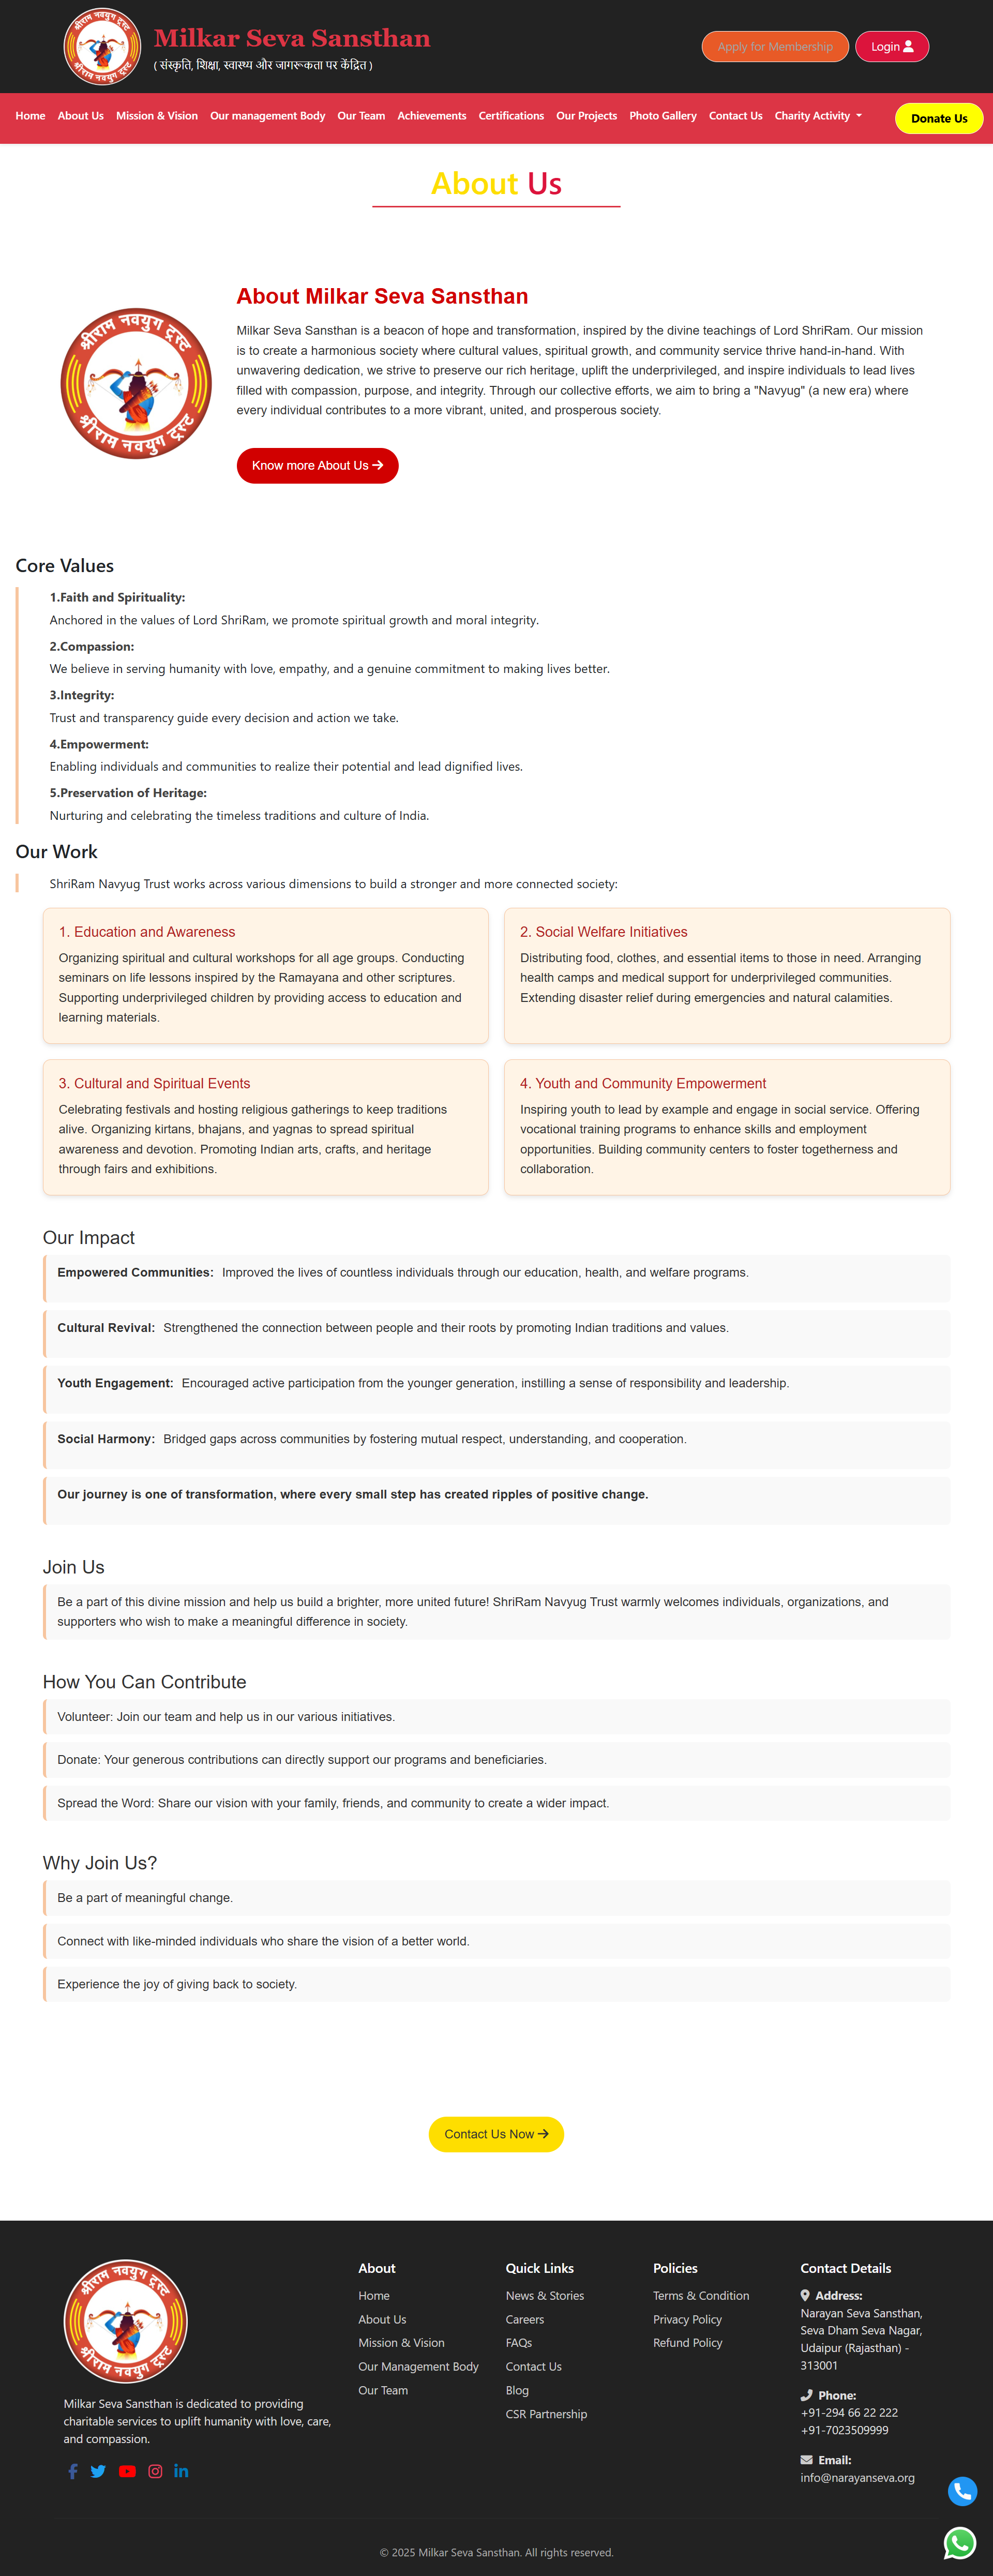 श्रीराम नवयुग ट्रस्ट
श्रीराम नवयुग ट्रस्ट
Milkar Seva Sansthan
( संस्कृति, शिक्षा, स्वास्थ्य और जागरूकता पर केंद्रित )
Apply for Membership
Login
Home About Us Mission & Vision Our management Body Our Team Achievements Certifications Our Projects Photo Gallery Contact Us Charity Activity
Donate Us
About Us
श्रीराम नवयुग ट्रस्ट
श्रीराम नवयुग ट्रस्ट
About Milkar Seva Sansthan
Milkar Seva Sansthan is a beacon of hope and transformation, inspired by the divine teachings of Lord ShriRam. Our mission
is to create a harmonious society where cultural values, spiritual growth, and community service thrive hand-in-hand. With
unwavering dedication, we strive to preserve our rich heritage, uplift the underprivileged, and inspire individuals to lead lives
filled with compassion, purpose, and integrity. Through our collective efforts, we aim to bring a "Navyug" (a new era) where
every individual contributes to a more vibrant, united, and prosperous society.
Know more About Us
Core Values
1.Faith and Spirituality:
Anchored in the values of Lord ShriRam, we promote spiritual growth and moral integrity.
2.Compassion:
We believe in serving humanity with love, empathy, and a genuine commitment to making lives better.
3.Integrity:
Trust and transparency guide every decision and action we take.
4.Empowerment:
Enabling individuals and communities to realize their potential and lead dignified lives.
5.Preservation of Heritage:
Nurturing and celebrating the timeless traditions and culture of India.
Our Work
ShriRam Navyug Trust works across various dimensions to build a stronger and more connected society:
1. Education and Awareness
Organizing spiritual and cultural workshops for all age groups. Conducting
seminars on life lessons inspired by the Ramayana and other scriptures.
Supporting underprivileged children by providing access to education and
learning materials.
2. Social Welfare Initiatives
Distributing food, clothes, and essential items to those in need. Arranging
health camps and medical support for underprivileged communities.
Extending disaster relief during emergencies and natural calamities.
3. Cultural and Spiritual Events
Celebrating festivals and hosting religious gatherings to keep traditions
alive. Organizing kirtans, bhajans, and yagnas to spread spiritual
awareness and devotion. Promoting Indian arts, crafts, and heritage
through fairs and exhibitions.
4. Youth and Community Empowerment
Inspiring youth to lead by example and engage in social service. Offering
vocational training programs to enhance skills and employment
opportunities. Building community centers to foster togetherness and
collaboration.
Our Impact
Empowered Communities: Improved the lives of countless individuals through our education, health, and welfare programs.
Cultural Revival: Strengthened the connection between people and their roots by promoting Indian traditions and values.
Youth Engagement: Encouraged active participation from the younger generation, instilling a sense of responsibility and leadership.
Social Harmony: Bridged gaps across communities by fostering mutual respect, understanding, and cooperation.
Our journey is one of transformation, where every small step has created ripples of positive change.
Join Us
Be a part of this divine mission and help us build a brighter, more united future! ShriRam Navyug Trust warmly welcomes individuals, organizations, and
supporters who wish to make a meaningful difference in society.
How You Can Contribute
Volunteer: Join our team and help us in our various initiatives.
Donate: Your generous contributions can directly support our programs and beneficiaries.
Spread the Word: Share our vision with your family, friends, and community to create a wider impact.
Why Join Us?
Be a part of meaningful change.
Connect with like-minded individuals who share the vision of a better world.
Experience the joy of giving back to society.
Contact Us Now
श्रीराम नवयुग ट्रस्ट
श्रीराम नवयुग ट्रस्ट
Milkar Seva Sansthan is dedicated to providing
charitable services to uplift humanity with love, care,
and compassion.
About
Home
About Us
Mission & Vision
Our Management Body
Our Team
Quick Links
News & Stories
Careers
FAQs
Contact Us
Blog
CSR Partnership
Policies
Terms & Condition
Privacy Policy
Refund Policy
Contact Details
Address:
Narayan Seva Sansthan,
Seva Dham Seva Nagar,
Udaipur (Rajasthan) -
313001
Phone:
+91-294 66 22 222
+91-7023509999
Email:
info@narayanseva.org
© 2025 Milkar Seva Sansthan. All rights reserved.